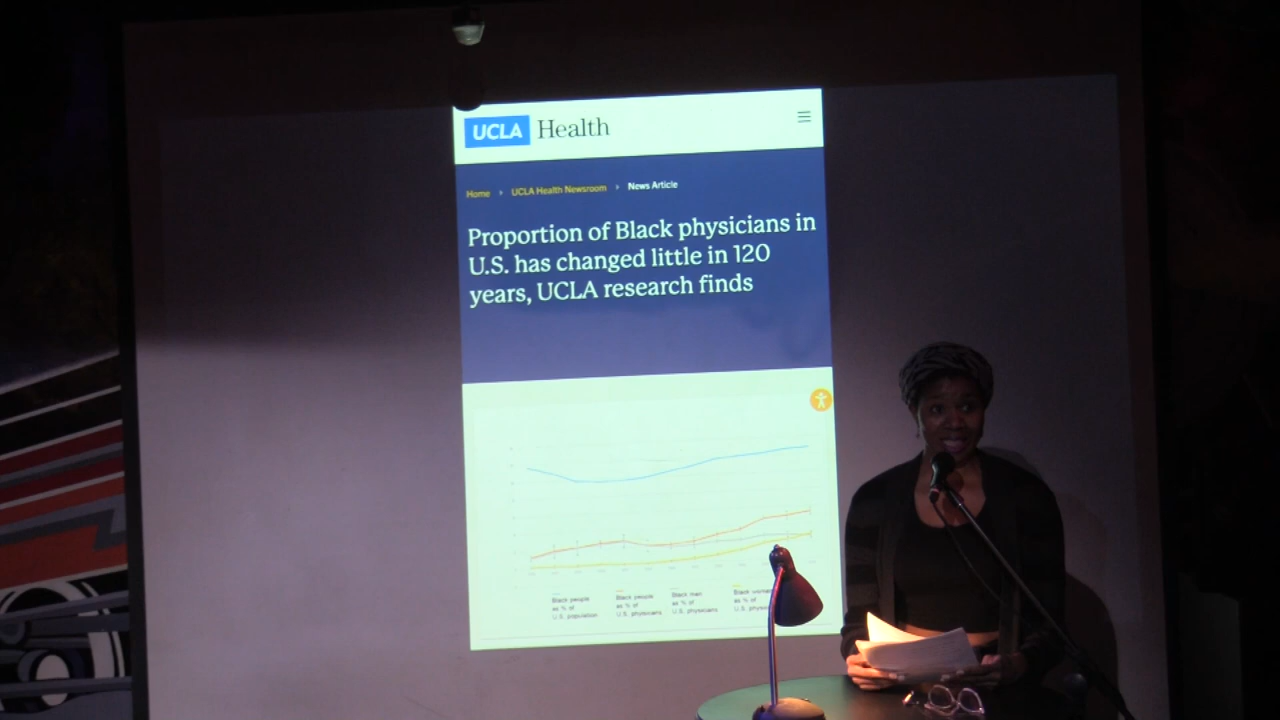 UCLA Health
Home > UCLA Health Newsroom > News Article
Proportion of Black physicians in
U.S. has changed little in 120
years, UCLA research finds
Black people as % of U.S. population
Black people as % of U.S. physicians
Black men as % of U.S. physicians
Black as % of U.S.